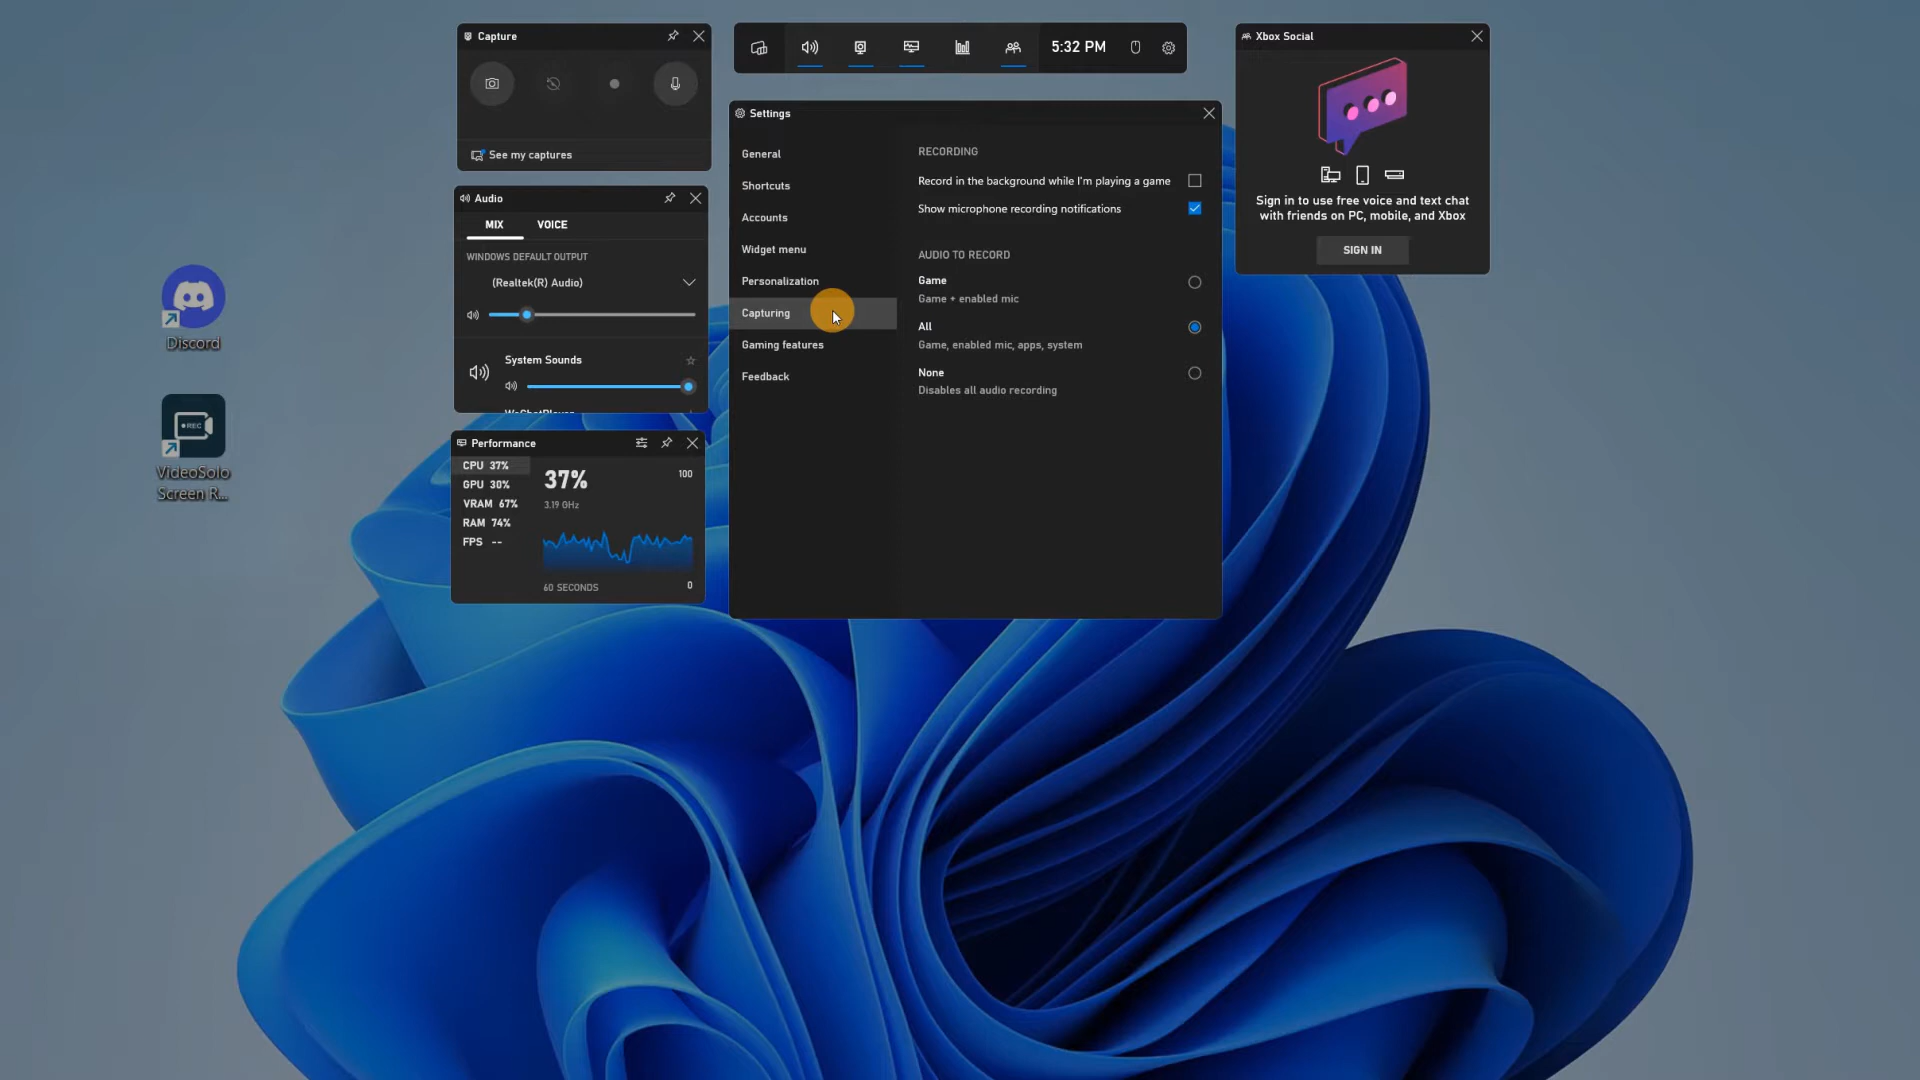 Capture
See my captures
Audio
MIX
VOICE
WINDOWS DEFAULT OUTPUT
(Realtek(R) Audio)
System Sounds
Performance
CPU 37%
GPU 30%
VRAM 67%
RAM 74%
FPS --
37%
100
3.19 GHz
60 SECONDS
0
5:32 PM
Settings
General
Shortcuts
Accounts
Widget menu
Personalization
Capturing
Gaming features
Feedback
RECORDING
Record in the background while I'm playing a game
Show microphone recording notifications
AUDIO TO RECORD
Game
Game + enabled mic
All
Game, enabled mic, apps, system
None
Disables all audio recording
Xbox Social
Sign in to use free voice and text chat
with friends on PC, mobile, and Xbox
SIGN IN
Discord
REC
VideoSolo
Screen R...